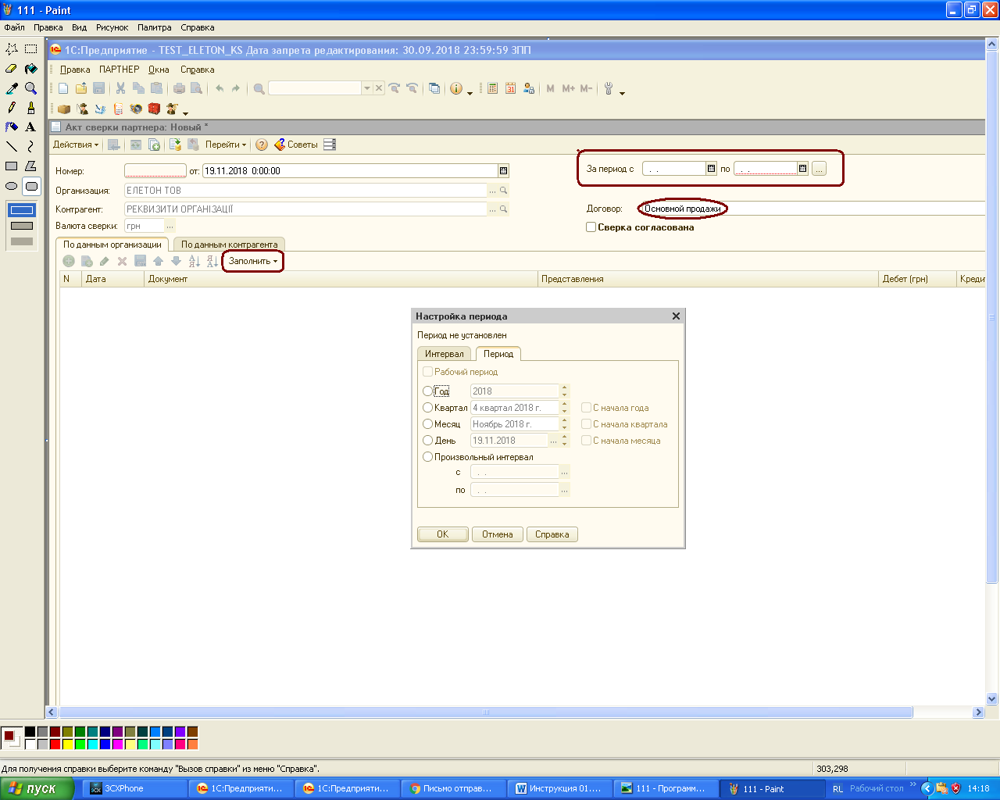 111 - Paint
Файл Правка Вид Рисунок Палитра Справка
1С:Предприятие - TEST_ELETON_KS Дата запрета редактирования: 30.09.2018 23:59:59 ЗПП
Правка ПАРТНЕР Окна Справка
M M+ M-
Акт сверки партнера: Новый *
Действия Перейти Советы
Номер: от: 19.11.2018 0:00:00 За период с . . по . . ...
Организация: ЕЛЕТОН ТОВ ...
Контрагент: РЕКВИЗИТИ ОРГАНІЗАЦІЇ ... Договор: Основной продажи
Валюта сверки: грн ... Сверка согласована
По данным организации По данным контрагента
Заполнить
N Дата Документ Представления Дебет (грн) Креди
Настройка периода
Период не установлен
Интервал Период
Рабочий период
Год 2018
Квартал 4 квартал 2018 г. С начала года
Месяц Ноябрь 2018 г. С начала квартала
День 19.11.2018 ... С начала месяца
Произвольный интервал
с . . ...
по . . ...
OK Отмена Справка
Для получения справки выберите команду "Вызов справки" из меню "Справка". 303,298
пуск 3CXPhone 1С:Предприяти... 1С:Предприяти... Письмо отправ... Инструкция 01.... 111 - Программ... 111 - Paint RL Рабочий стол » 14:18